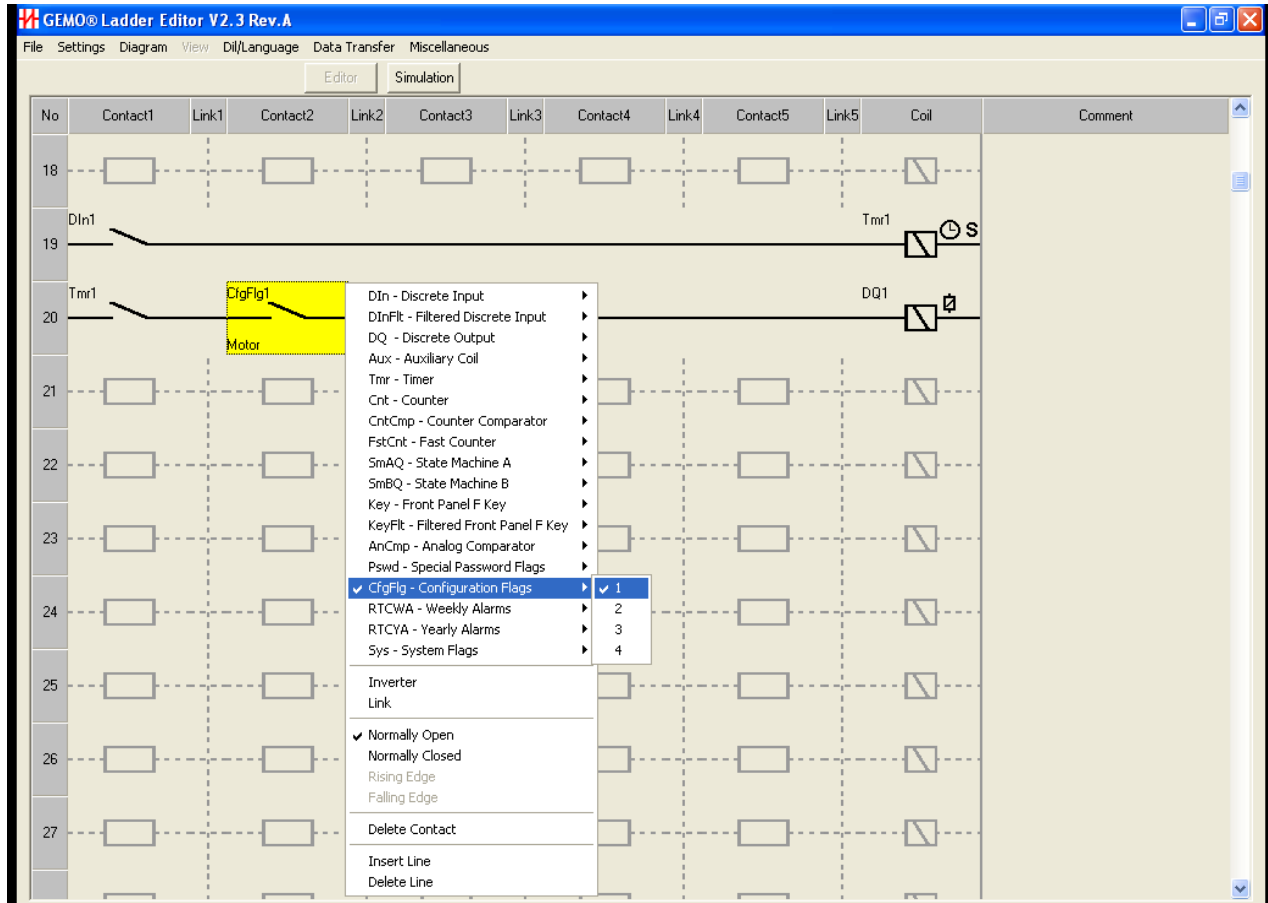 GEMO® Ladder Editor V2.3 Rev.A
File Settings Diagram View Dil/Language Data Transfer Miscellaneous
Editor Simulation
No Contact1 Link1 Contact2 Link2 Contact3 Link3 Contact4 Link4 Contact5 Link5 Coil Comment
18
DIn1 Tmr1
19 S
Tmr1 CfgFlg1 DQ1
20
Motor
21
22
23
24
25
26
27
DIn - Discrete Input
DInFlt - Filtered Discrete Input
DQ - Discrete Output
Aux - Auxiliary Coil
Tmr - Timer
Cnt - Counter
CntCmp - Counter Comparator
FstCnt - Fast Counter
SmAQ - State Machine A
SmBQ - State Machine B
Key - Front Panel F Key
KeyFlt - Filtered Front Panel F Key
AnCmp - Analog Comparator
Pswd - Special Password Flags
CfgFlg - Configuration Flags
RTCWA - Weekly Alarms
RTCYA - Yearly Alarms
Sys - System Flags
Inverter
Link
Normally Open
Normally Closed
Rising Edge
Falling Edge
Delete Contact
Insert Line
Delete Line
1
2
3
4